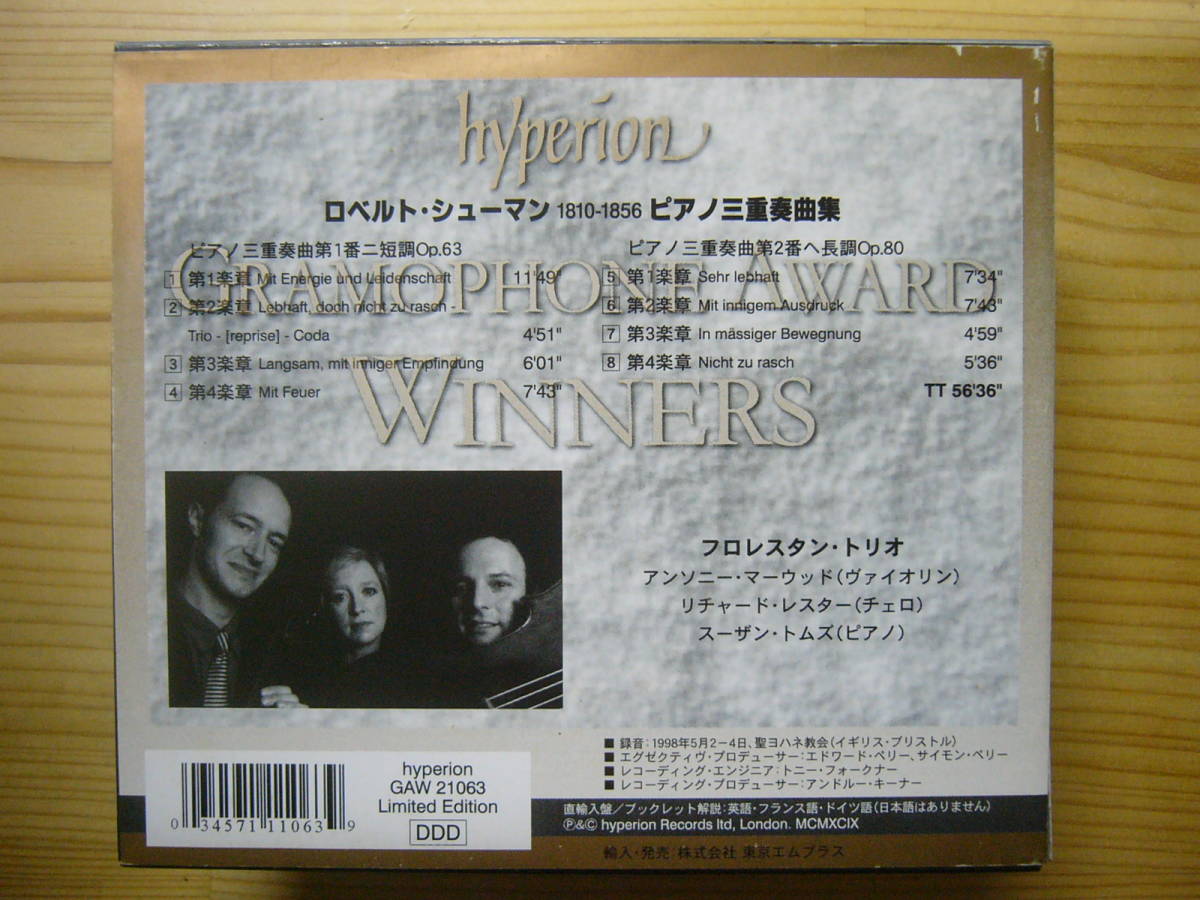 hyperion
ロベルト・シューマン 1810-1856 ピアノ三重奏曲集
GRAMOPHONE AWARD
WINNERS
ピアノ三重奏曲第1番ニ短調Op.63
1 第1楽章 Mit Energie und Leidenschaft 11'49"
2 第2楽章 Lebhaft, doch nicht zu rasch -
Trio - [reprise] - Coda 4'51"
3 第3楽章 Langsam, mit inniger Empfindung 6'01"
4 第4楽章 Mit Feuer 7'43"
ピアノ三重奏曲第2番ヘ長調Op.80
5 第1楽章 Sehr lebhaft 7'34"
6 第2楽章 Mit innigem Ausdruck 7'43"
7 第3楽章 In mässiger Bewegnung 4'59"
8 第4楽章 Nicht zu rasch 5'36"
TT 56'36"
フロレスタン・トリオ
アンソニー・マーウッド(ヴァイオリン)
リチャード・レスター(チェロ)
スーザン・トムズ(ピアノ)
■ 録音:1998年5月2-4日、聖ヨハネ教会(イギリス・ブリストル)
■ エグゼクティヴ・プロデューサー:エドワード・ペリー、サイモン・ペリー
■ レコーディング・エンジニア:トニー・フォークナー
■ レコーディング・プロデューサー:アンドルー・キーナー
直輸入盤/ブックレット解説:英語・フランス語・ドイツ語(日本語はありません)
℗&© hyperion Records ltd, London. MCMXCIX
輸入・発売:株式会社 東京エムプラス
0 34571 11063 9
hyperion
GAW 21063
Limited Edition
DDD